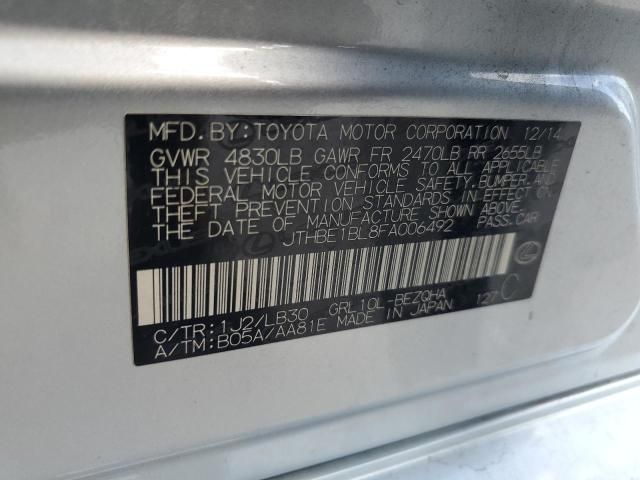 MFD. BY:TOYOTA MOTOR CORPORATION 12/14
GVWR 4830LB GAWR FR 2470LB RR 2655LB
THIS VEHICLE CONFORMS TO ALL APPLICABLE
FEDERAL MOTOR VEHICLE SAFETY,BUMPER,AND
THEFT PREVENTION STANDARDS IN EFFECT ON
THE DATE OF MANUFACTURE SHOWN ABOVE.
JTHBE1BL8FA006492 PASS.CAR
C/TR:1J2/LB30 GRL10L-BEZQHA 127 C
A/TM:B05A/AA81E MADE IN JAPAN